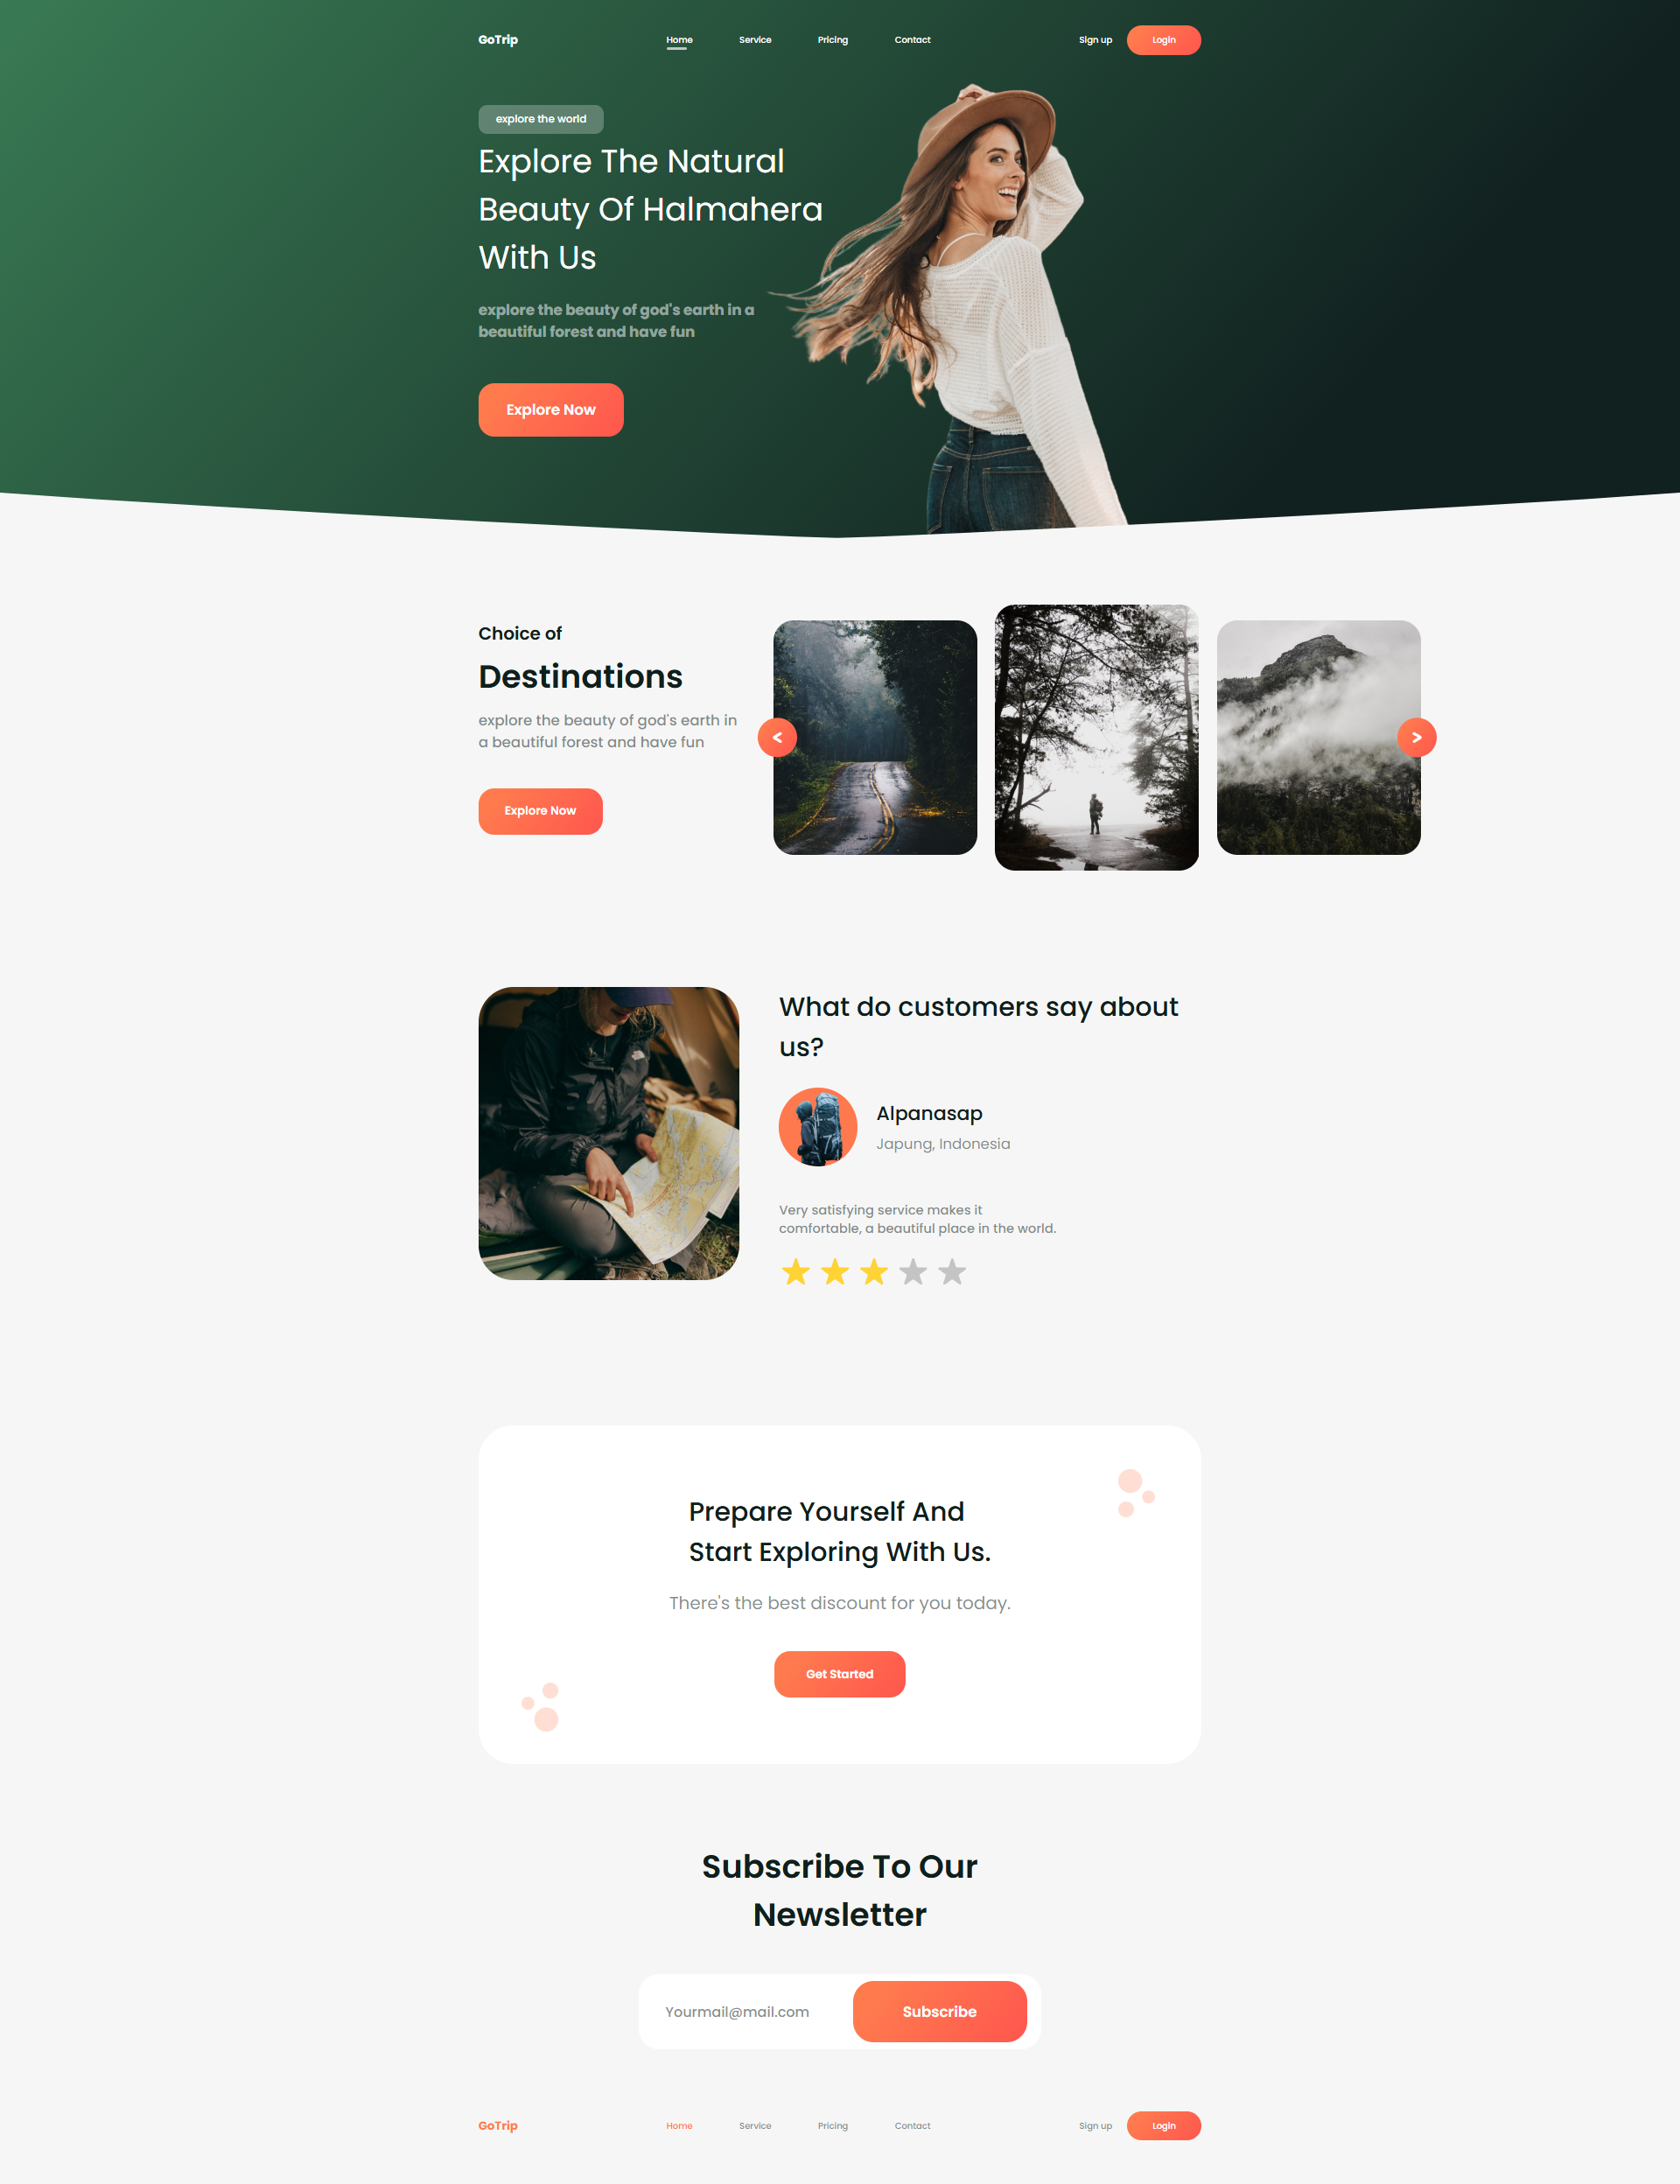 GoTrip
Home
Service
Pricing
Contact
Sign up
Login
explore the world
Explore The Natural
Beauty Of Halmahera
With Us
explore the beauty of god's earth in a
beautiful forest and have fun
Explore Now
Choice of
Destinations
explore the beauty of god's earth in
a beautiful forest and have fun
Explore Now
<
>
What do customers say about
us?
Alpanasap
Japung, Indonesia
Very satisfying service makes it
comfortable, a beautiful place in the world.
Prepare Yourself And
Start Exploring With Us.
There's the best discount for you today.
Get Started
Subscribe To Our
Newsletter
Yourmail@mail.com
Subscribe
GoTrip
Home
Service
Pricing
Contact
Sign up
Login